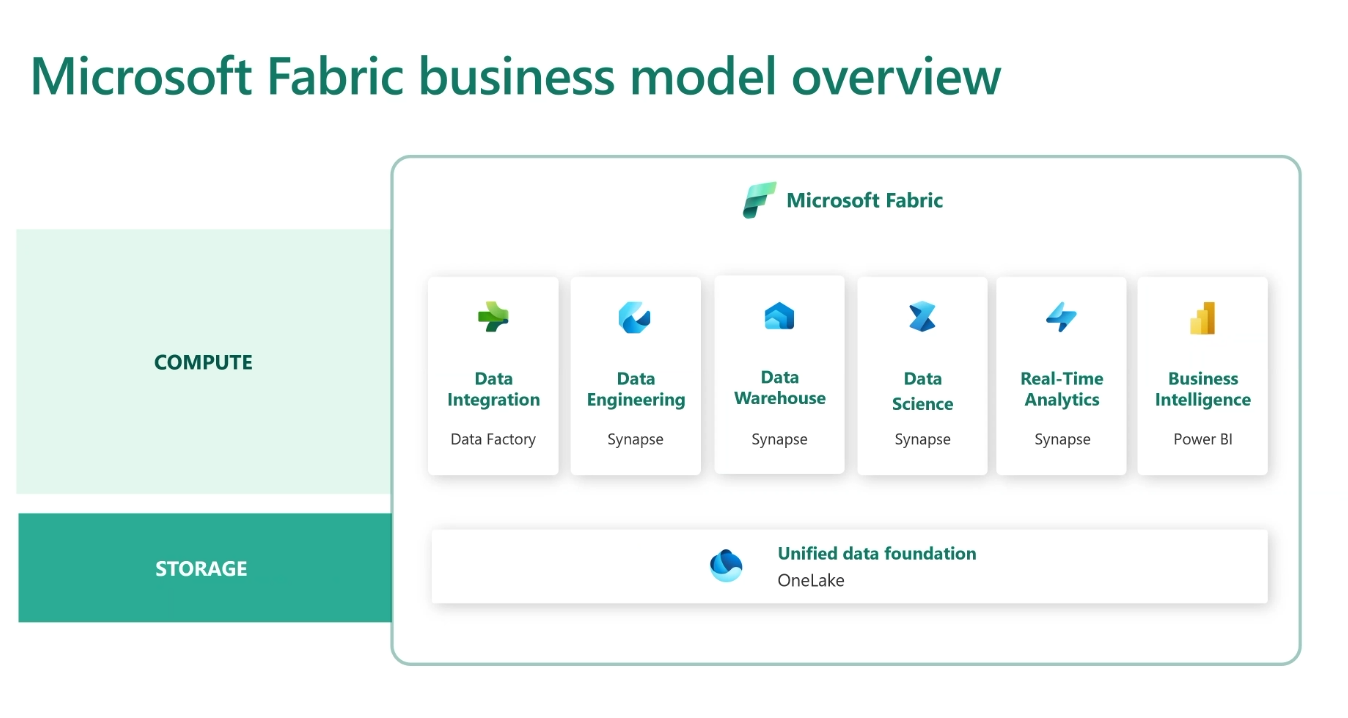 Microsoft Fabric business model overview
Microsoft Fabric
COMPUTE
Data
Integration
Data Factory
Data
Engineering
Synapse
Data
Warehouse
Synapse
Data
Science
Synapse
Real-Time
Analytics
Synapse
Business
Intelligence
Power BI
STORAGE
Unified data foundation
OneLake